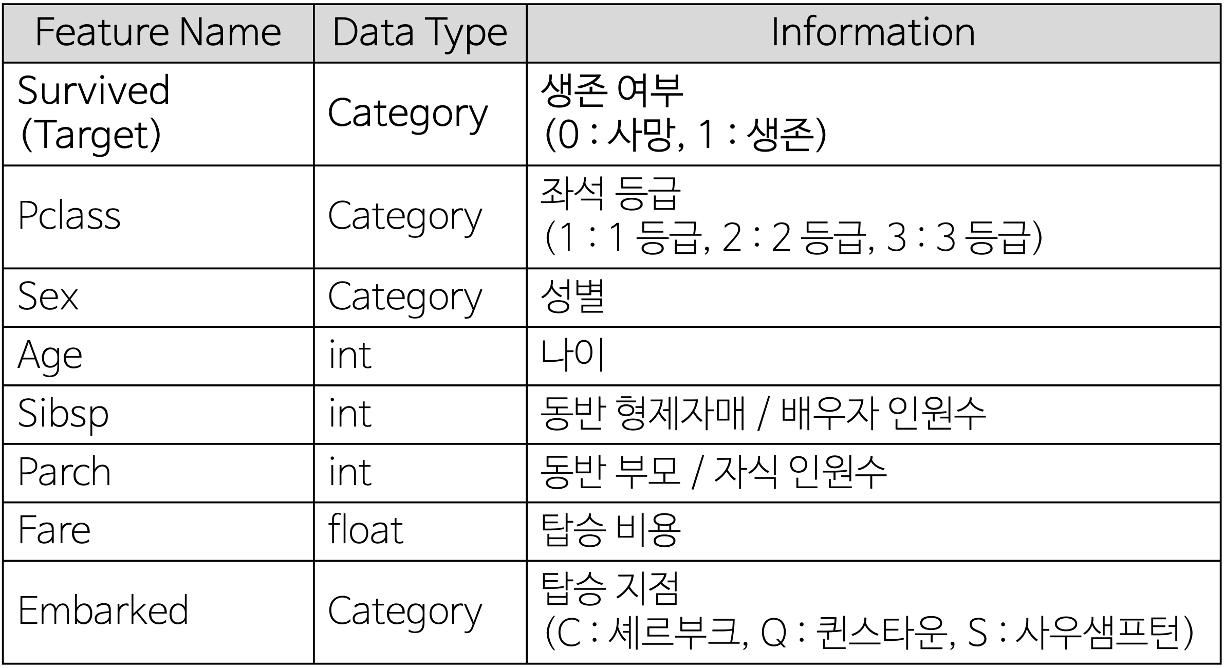 Feature Name Data Type Information
Survived
(Target)
Category
생존 여부
(0 : 사망, 1 : 생존)
Pclass
Category
좌석 등급
(1 : 1 등급, 2 : 2 등급, 3 : 3 등급)
Sex Category 성별
Age int 나이
Sibsp int 동반 형제자매 / 배우자 인원수
Parch int 동반 부모 / 자식 인원수
Fare float 탑승 비용
Embarked
Category
탑승 지점
(C : 셰르부크, Q : 퀸스타운, S : 사우샘프턴)